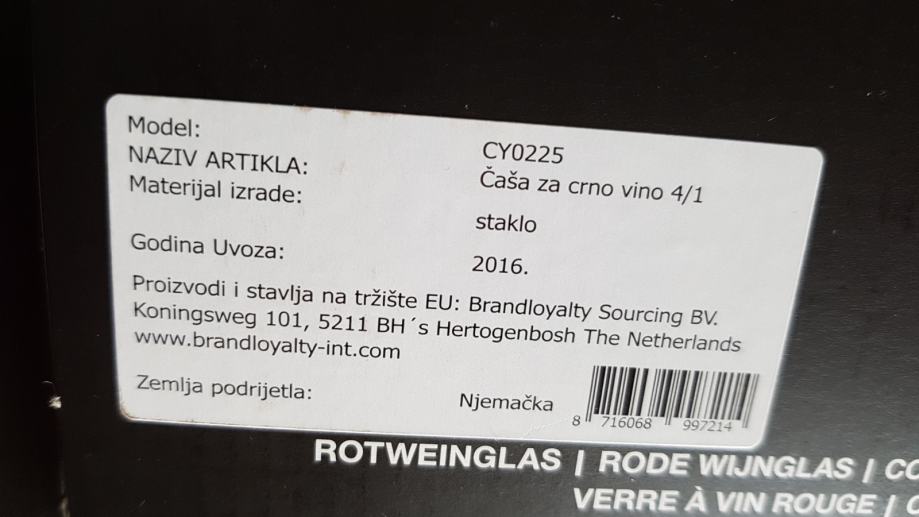 Model: CY0225
NAZIV ARTIKLA: Čaša za crno vino 4/1
Materijal izrade: staklo
Godina Uvoza: 2016.
Proizvodi i stavlja na tržište EU: Brandloyalty Sourcing BV.
Koningsweg 101, 5211 BH´s Hertogenbosh The Netherlands
www.brandloyalty-int.com
Zemlja podrijetla: Njemačka
8 716068 997214
ROTWEINGLAS | RODE WIJNGLAS |
VERRE À VIN ROUGE |